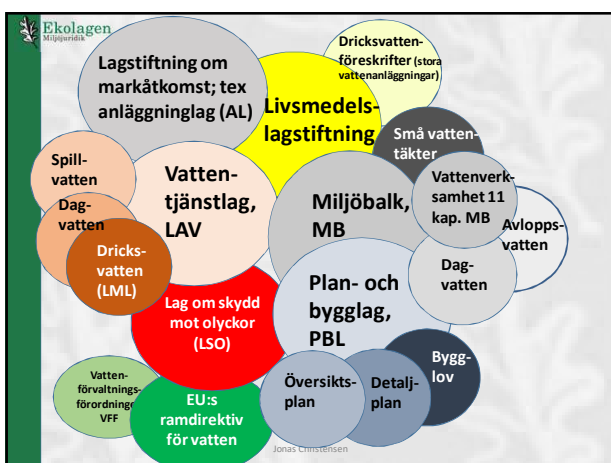 Ekolagen
Miljöjuridik
Dricksvatten-
föreskrifter (stora
vattenanläggningar)
Lagstiftning om
markåtkomst; tex
anläggninglag (AL)
Livsmedels-
lagstiftning
Små vatten-
täkter
Spill-
vatten
Vatten-
tjänstlag,
LAV
Miljöbalk,
MB
Vattenverk-
samhet 11
kap. MB
Avlopps-
vatten
Dag-
vatten
Dricks-
vatten
(LML)
Dag-
vatten
Plan- och
bygglag,
PBL
Lag om skydd
mot olyckor
(LSO)
Bygg-
lov
Översikts-
plan
Detalj-
plan
Vatten-
förvaltnings-
förordningen
VFF
EU:s
ramdirektiv
för vatten
Jonas Christensen